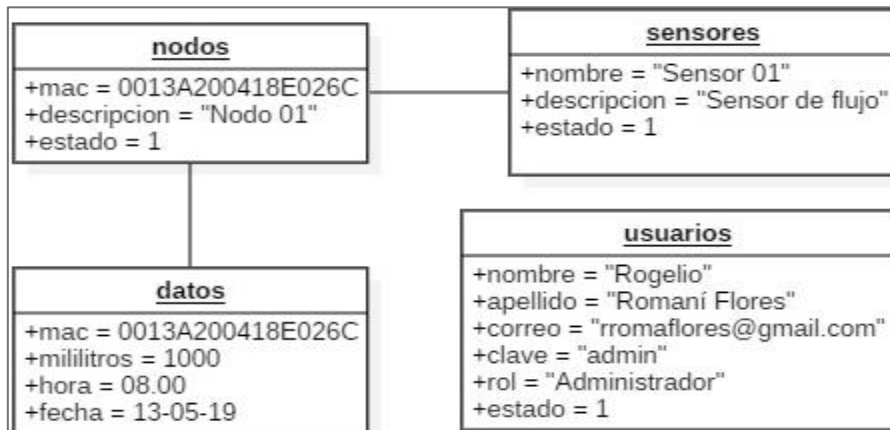 nodos
+mac = 0013A200418E026C
+descripcion = "Nodo 01"
+estado = 1
sensores
+nombre = "Sensor 01"
+descripcion = "Sensor de flujo"
+estado = 1
datos
+mac = 0013A200418E026C
+mililitros = 1000
+hora = 08.00
+fecha = 13-05-19
usuarios
+nombre = "Rogelio"
+apellido = "Romaní Flores"
+correo = "rromaflores@gmail.com"
+clave = "admin"
+rol = "Administrador"
+estado = 1